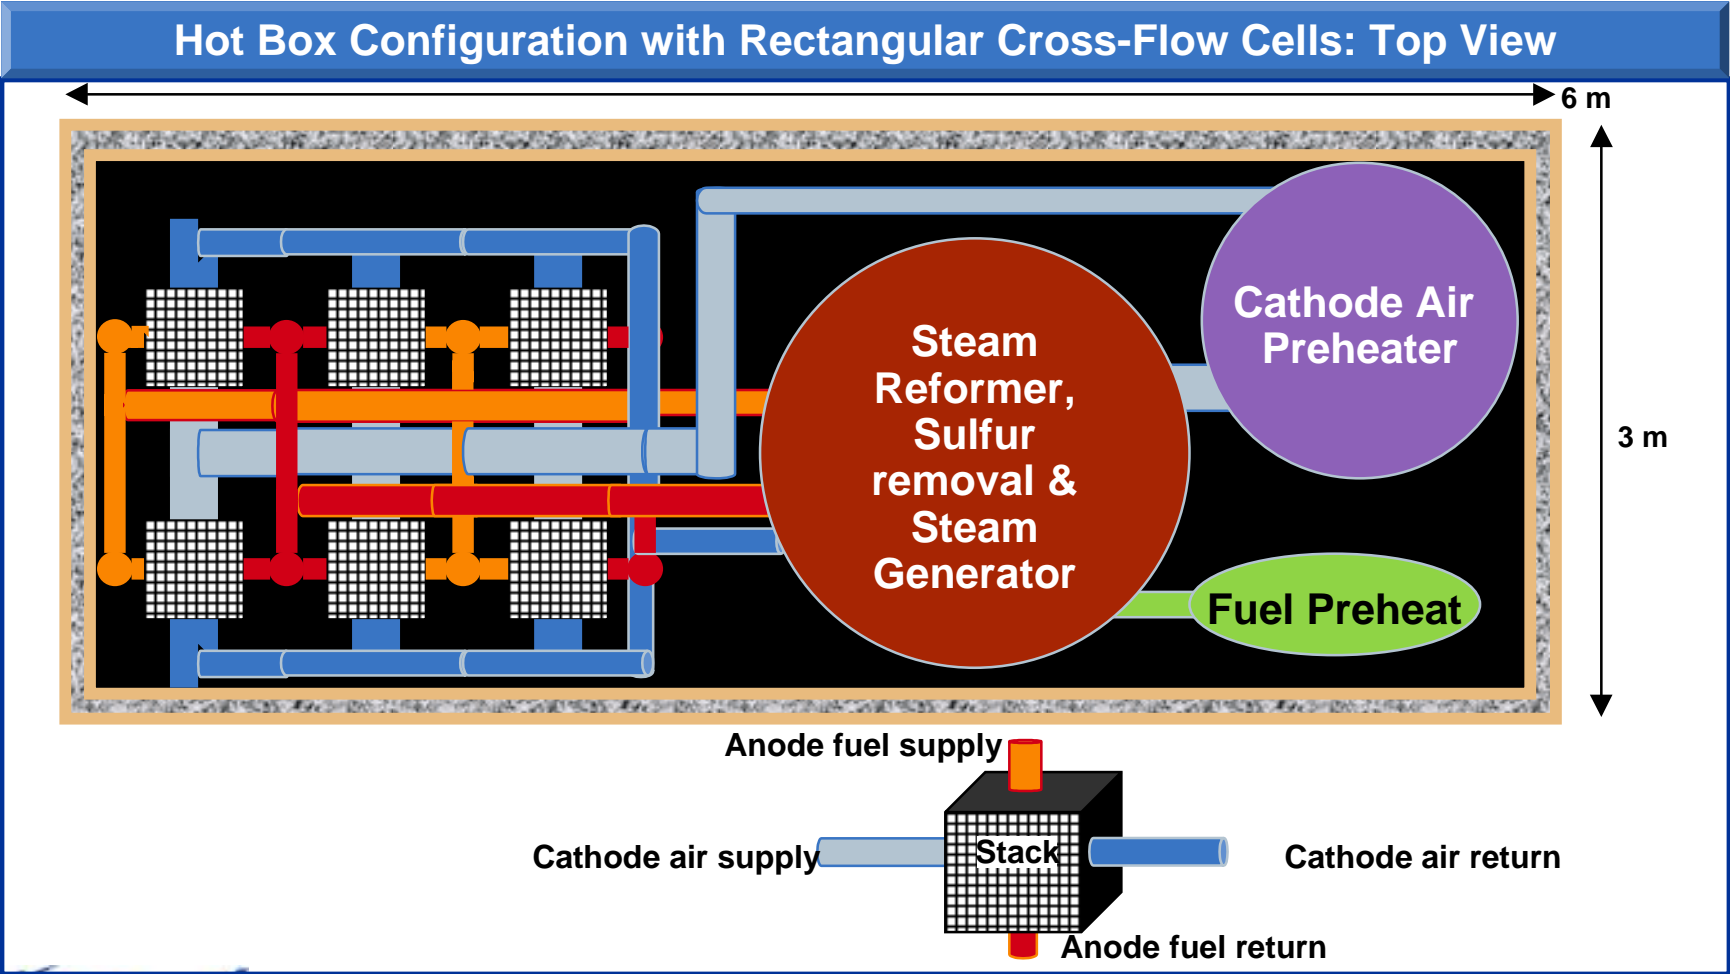 Hot Box Configuration with Rectangular Cross-Flow Cells: Top View
6 m
Cathode Air
Preheater
Steam
Reformer,
Sulfur
removal &
Steam
Generator
3 m
Fuel Preheat
Anode fuel supply
Stack
Cathode air supply
Cathode air return
Anode fuel return